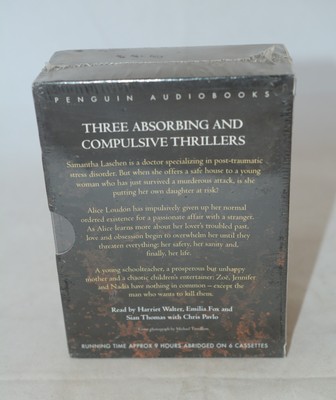 PENGUIN AUDIOBOOKS
THREE ABSORBING AND
COMPULSIVE THRILLERS
Samantha Laschen is a doctor specializing in post-traumatic
stress disorder. But when she offers a safe house to a young
woman who has just survived a murderous attack, is she
putting her own daughter at risk?
Alice Loudon has impulsively given up her normal
ordered existence for a passionate affair with a stranger.
As Alice learns more about her lover's troubled past,
love and obsession begin to overwhelm her until they
threaten everything: her safety, her sanity and,
finally, her life.
A young schoolteacher, a prosperous but unhappy
mother and a chaotic children's entertainer: Zoë, Jennifer
and Nadia have nothing in common – except
the man who wants to kill them.
Read by Harriet Walter, Emilia Fox and
Sian Thomas with Chris Pavlo
Cover photograph by Michael Trevillion
RUNNING TIME APPROX 9 HOURS ABRIDGED ON 6 CASSETTES